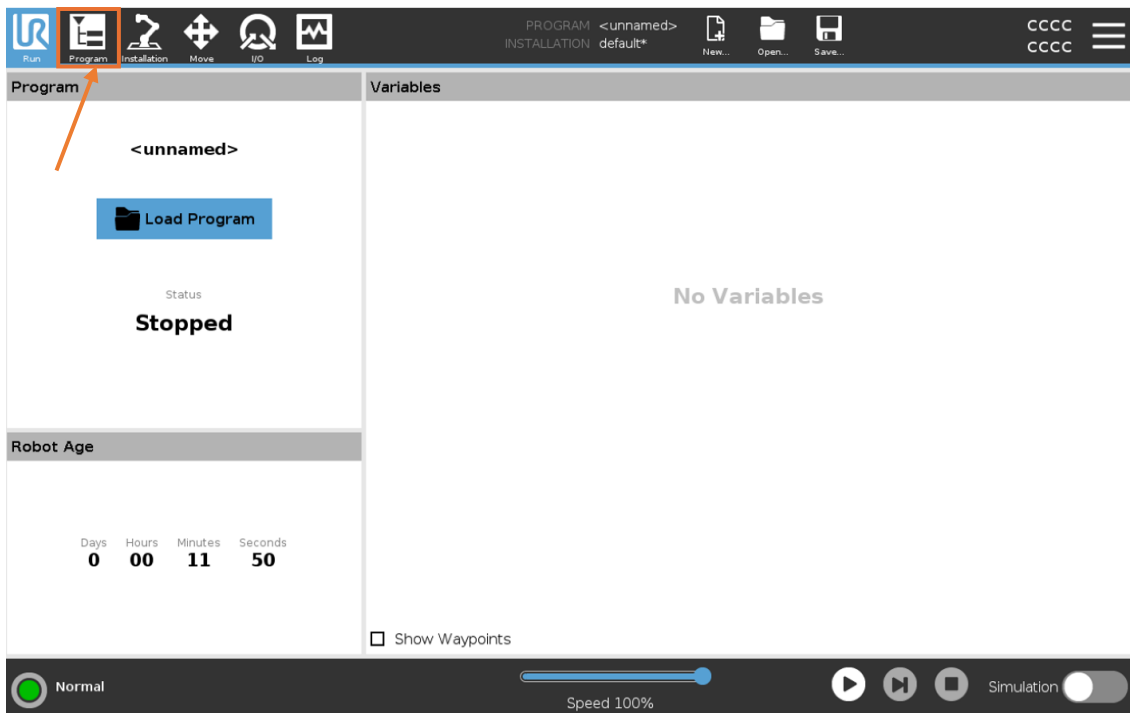 UR
Run
Program
Installation
Move
I/O
Log
PROGRAM <unnamed>
INSTALLATION default*
New...
Open...
Save...
CCCC
CCCC
Program
<unnamed>
Load Program
Status
Stopped
Robot Age
Days Hours Minutes Seconds
0 00 11 50
Variables
No Variables
Show Waypoints
Normal
Speed 100%
Simulation